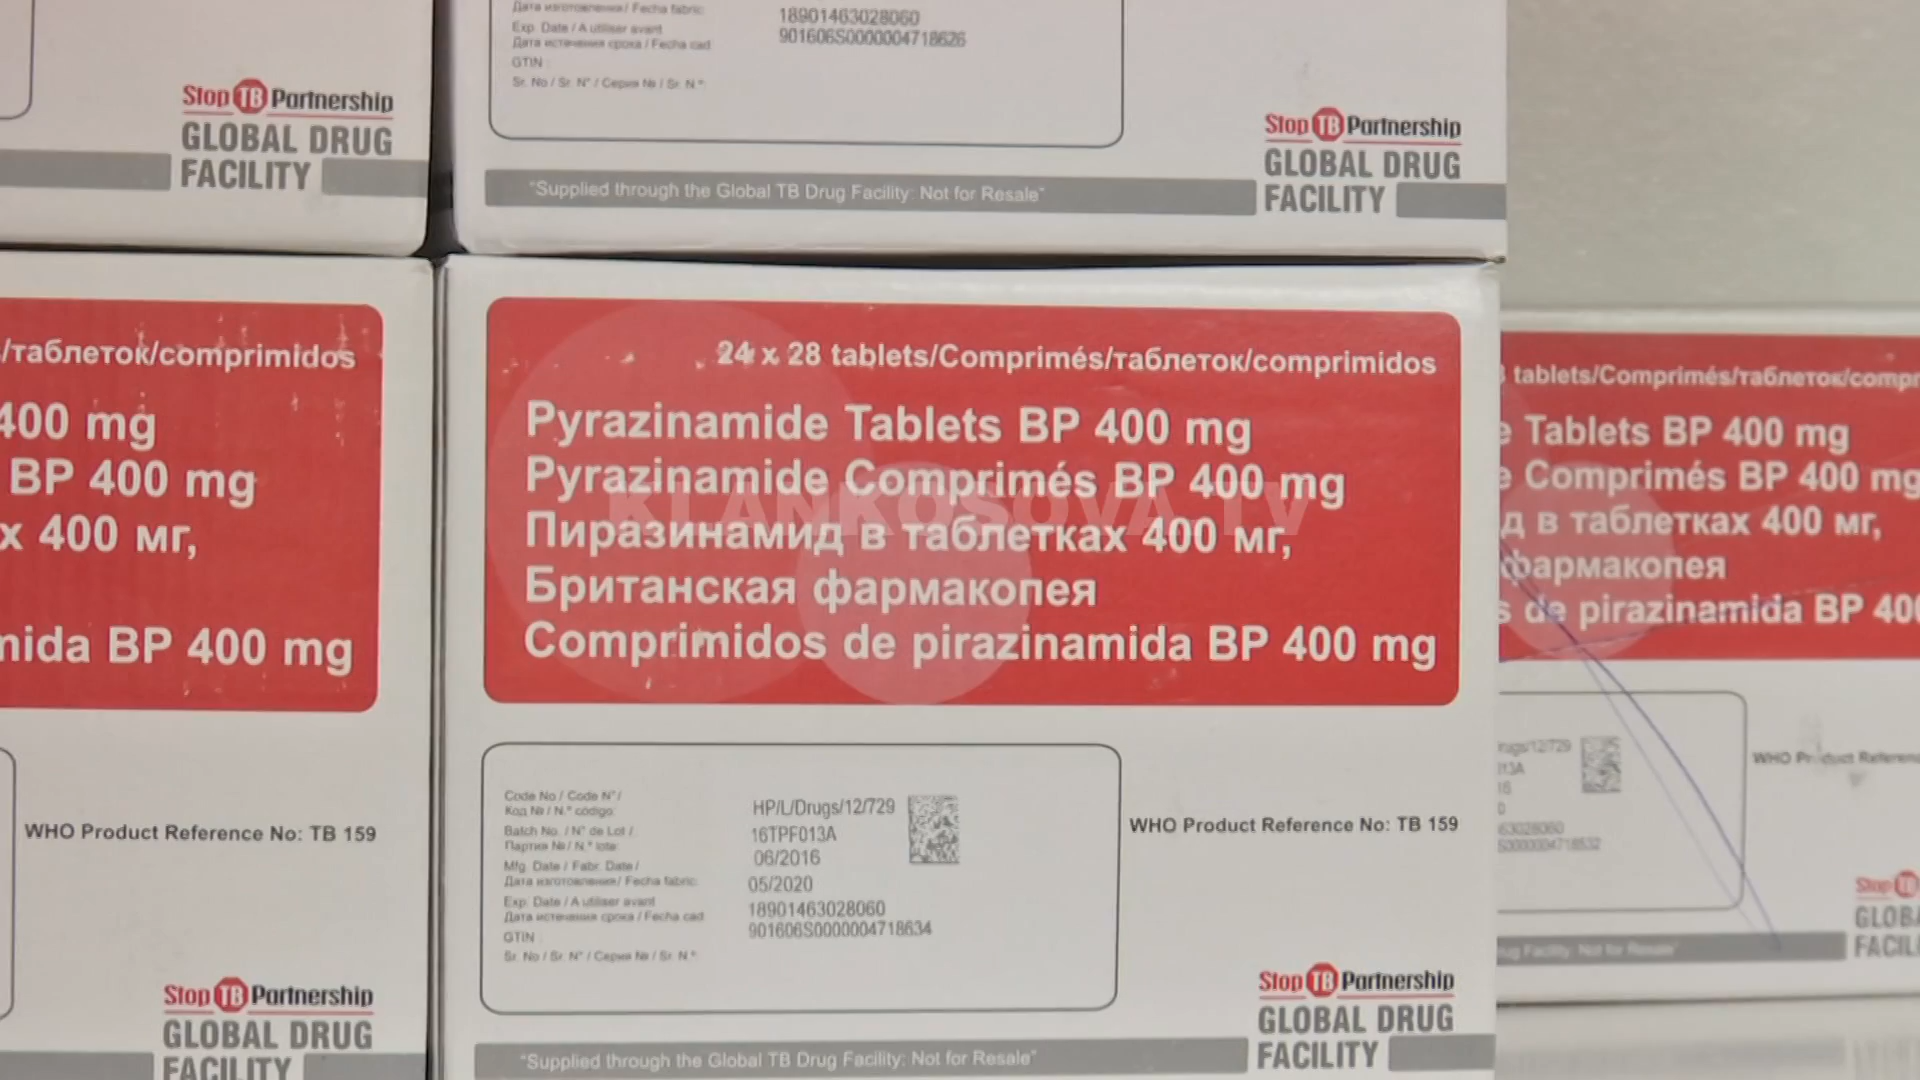 Дата изготовления / Fecha fabric:
Exp. Date / A utiliser avant
Дата истечения срока / Fecha cad
GTIN :
Sr. No / Sr. N° / Серия № / Sr. N.°:
18901463028060
901606S0000004718626
Stop TB Partnership
GLOBAL DRUG
FACILITY
Stop TB Partnership
GLOBAL DRUG
FACILITY
"Supplied through the Global TB Drug Facility: Not for Resale"
/таблеток/comprimidos
400 mg
BP 400 mg
х 400 мг,
mida BP 400 mg
WHO Product Reference No: TB 159
Stop TB Partnership
GLOBAL DRUG
FACILITY
24 x 28 tablets/Comprimés/таблеток/comprimidos
Pyrazinamide Tablets BP 400 mg
Pyrazinamide Comprimés BP 400 mg
Пиразинамид в таблетках 400 мг,
Британская фармакопея
Comprimidos de pirazinamida BP 400 mg
KLANKOSOVA.TV
Code No / Code N° /
Код № / N.° código:
Batch No. / N° de Lot /
Партия № / N.° lote:
Mfg. Date / Fabr. Date /
Дата изготовления / Fecha fabric:
Exp. Date / A utiliser avant
Дата истечения срока / Fecha cad
GTIN :
Sr. No / Sr. N° / Серия № / Sr. N.°:
HP/L/Drugs/12/729
16TPF013A
06/2016
05/2020
18901463028060
901606S0000004718634
WHO Product Reference No: TB 159
Stop TB Partnership
GLOBAL DRUG
FACILITY
"Supplied through the Global TB Drug Facility: Not for Resale"
tablets/Comprimés/таблеток/compr
e Tablets BP 400 mg
e Comprimés BP 400 mg
д в таблетках 400 мг,
фармакопея
s de pirazinamida BP 400
rugs/12/729
013A
WHO Product Reference
63028060
S0000004718532
Stop T
GLOBA
FACIL
rug Facility: Not for Resale"